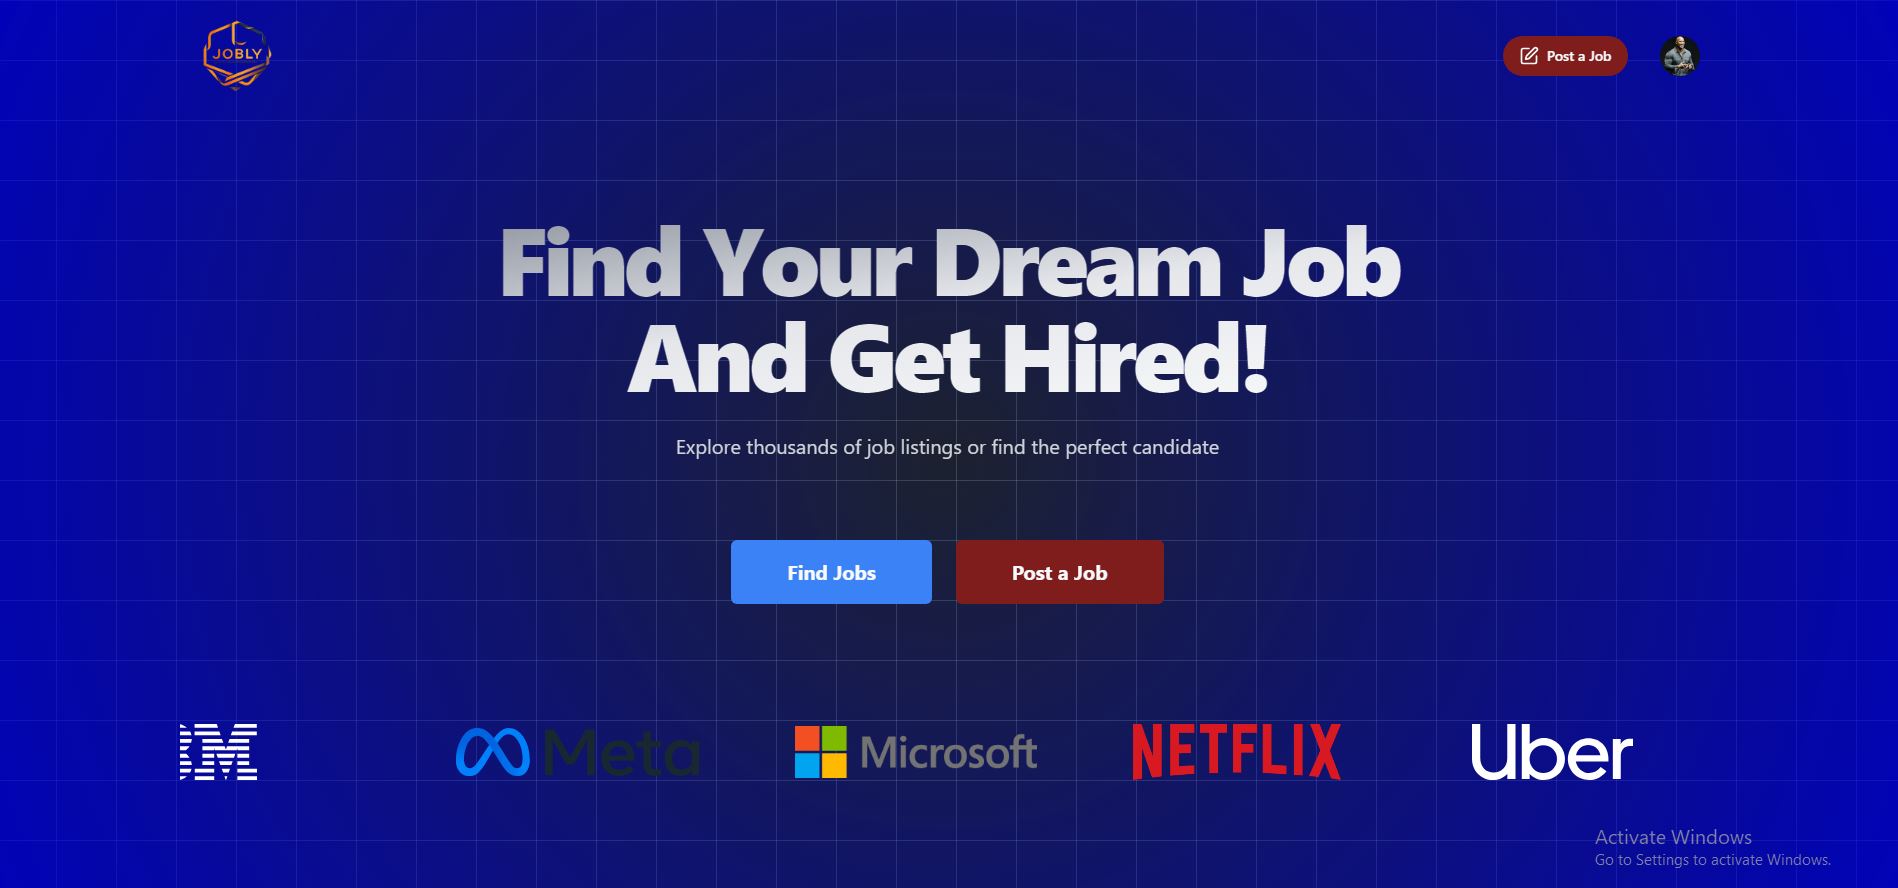 JOBLY
Post a Job
Find Your Dream Job
And Get Hired!
Explore thousands of job listings or find the perfect candidate
Find Jobs
Post a Job
IBM
Meta
Microsoft
NETFLIX
Uber
Activate Windows
Go to Settings to activate Windows.